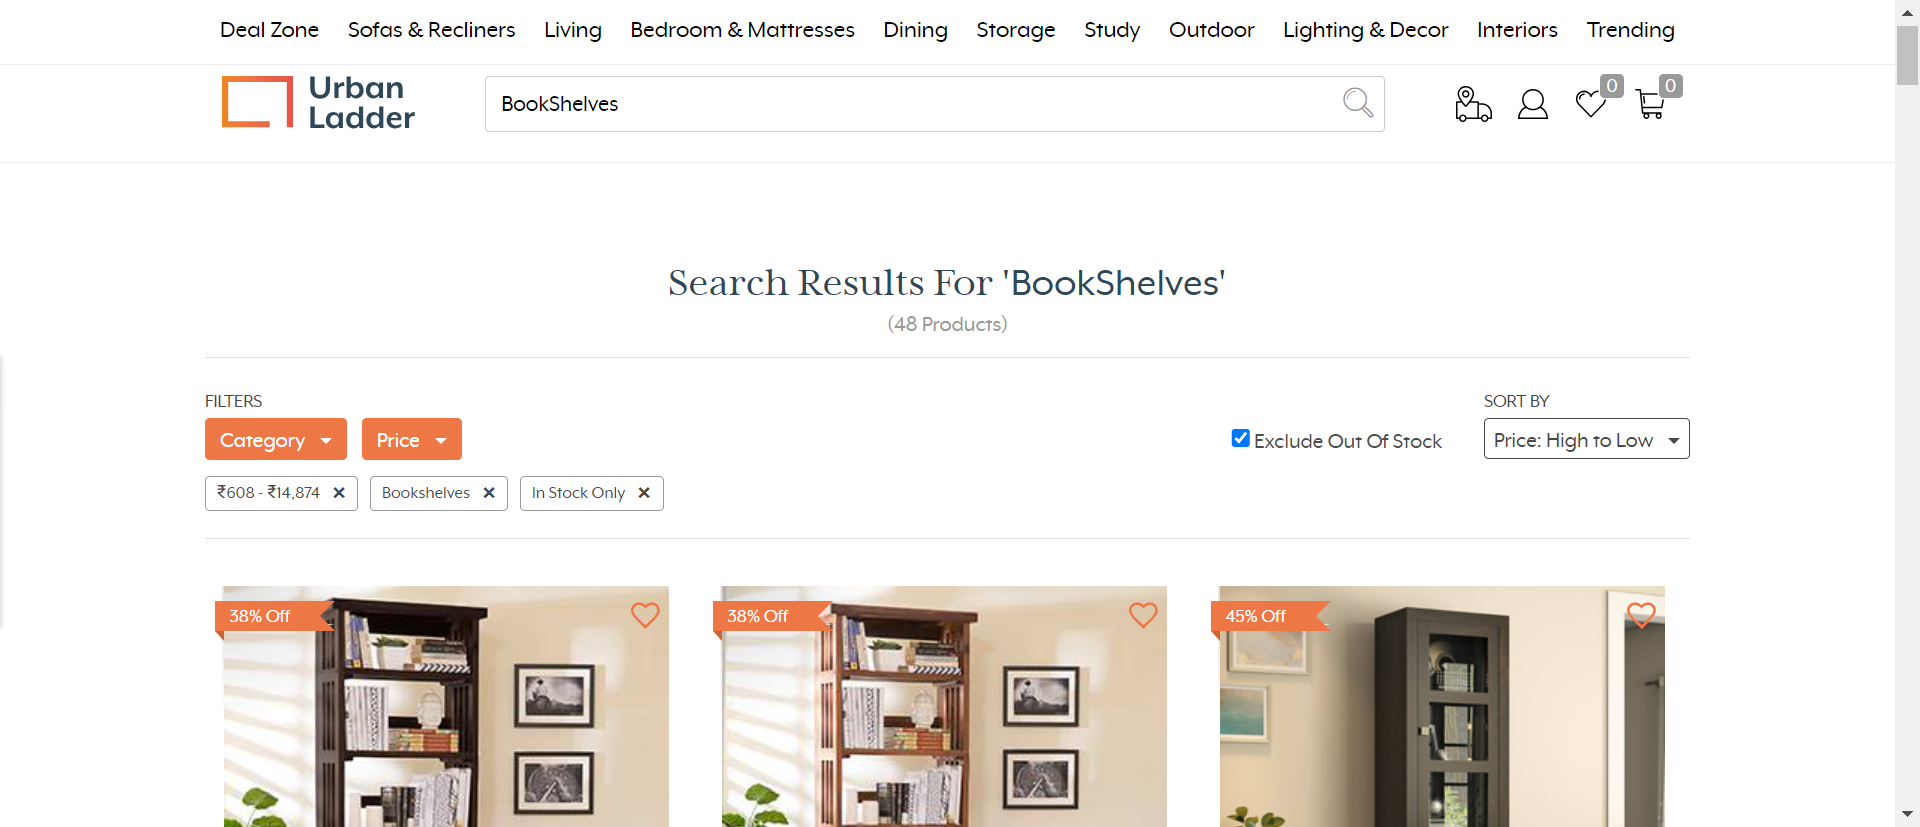 Deal Zone Sofas & Recliners Living Bedroom & Mattresses Dining Storage Study Outdoor Lighting & Decor Interiors Trending
Urban
Ladder
BookShelves
0
0
Search Results For 'BookShelves'
(48 Products)
FILTERS
SORT BY
Category Price
Exclude Out Of Stock
Price: High to Low
₹608 - ₹14,874
Bookshelves
In Stock Only
38% Off
38% Off
45% Off